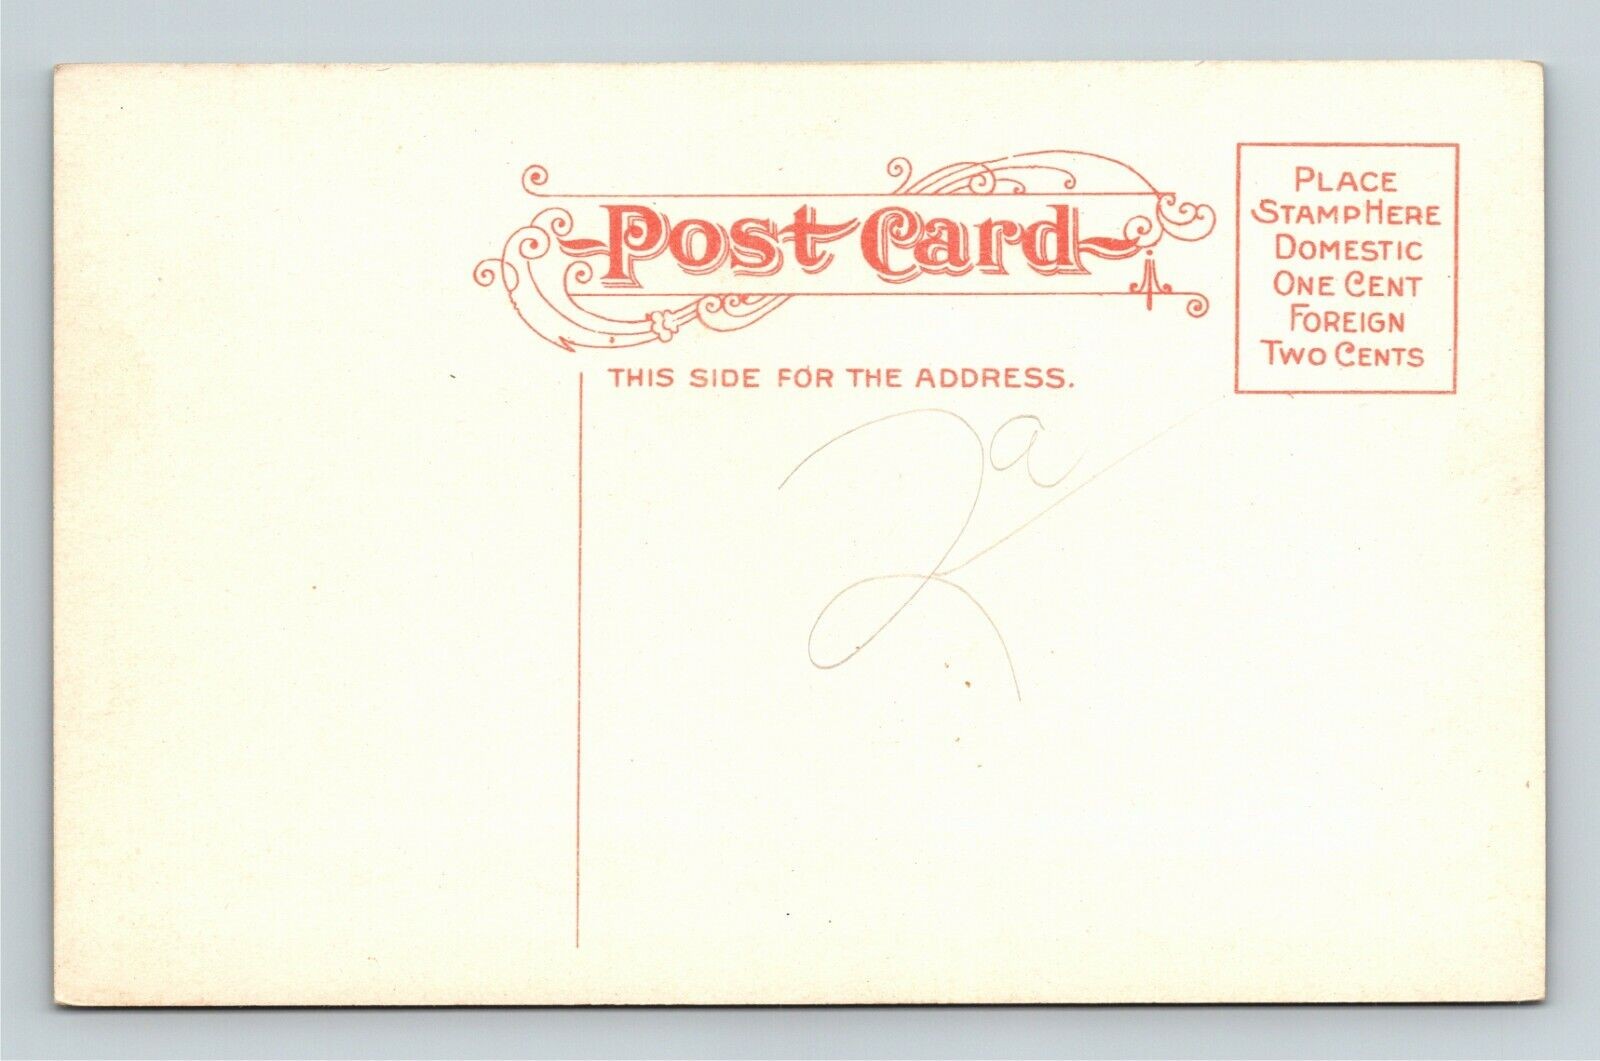 Post Card
PLACE
STAMP HERE
DOMESTIC
ONE CENT
FOREIGN
TWO CENTS
THIS SIDE FOR THE ADDRESS.
2a